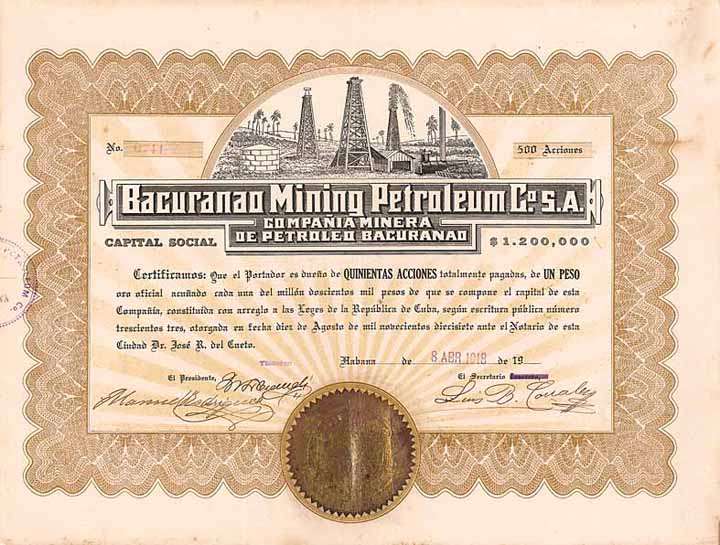 No.
500 Acciones
Bacuranao Mining Petroleum Co. S.A.
COMPAÑIA MINERA
DE PETROLEO BACURANAO
CAPITAL SOCIAL $1.200,000
Certificamos: Que el Portador es dueño de QUINIENTAS ACCIONES totalmente pagadas, de UN PESO
oro oficial acuñado cada una del millón doscientos mil pesos de que se compone el capital de esta
Compañía, constituída con arreglo a las Leyes de la República de Cuba, según escritura pública número
trescientos tres, otorgada en fecha diez de Agosto de mil novecientos diecisiete ante el Notario de esta
Ciudad Dr. José R. del Cueto.
Habana de 8 ABR 1918 de 19
El Presidente, El Secretario
Manuel Rodriguez Luis B. Corrales